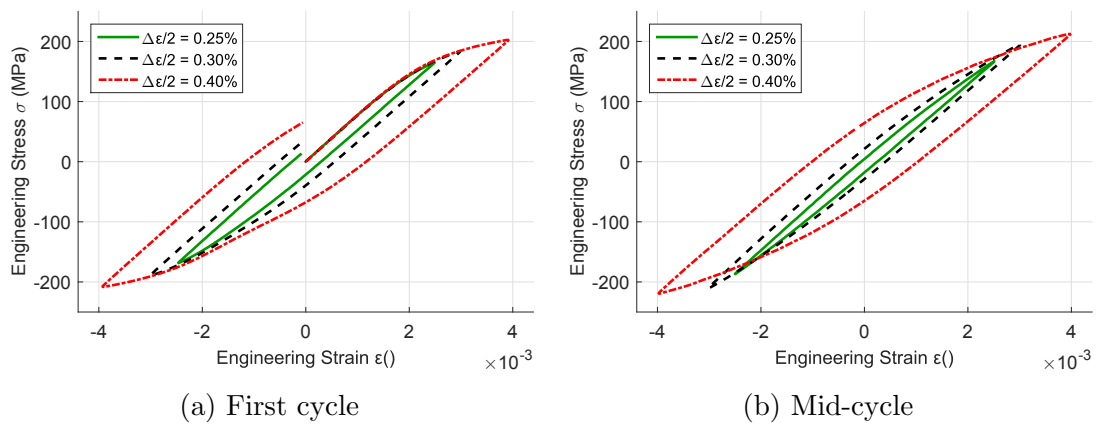 Δε/2 = 0.25%
Δε/2 = 0.30%
Δε/2 = 0.40%
Engineering Stress σ (MPa)
200
100
0
-100
-200
-4
-2
0
2
4
Engineering Strain ε()
×10⁻³
(a) First cycle
Δε/2 = 0.25%
Δε/2 = 0.30%
Δε/2 = 0.40%
Engineering Stress σ (MPa)
200
100
0
-100
-200
-4
-2
0
2
4
Engineering Strain ε()
×10⁻³
(b) Mid-cycle